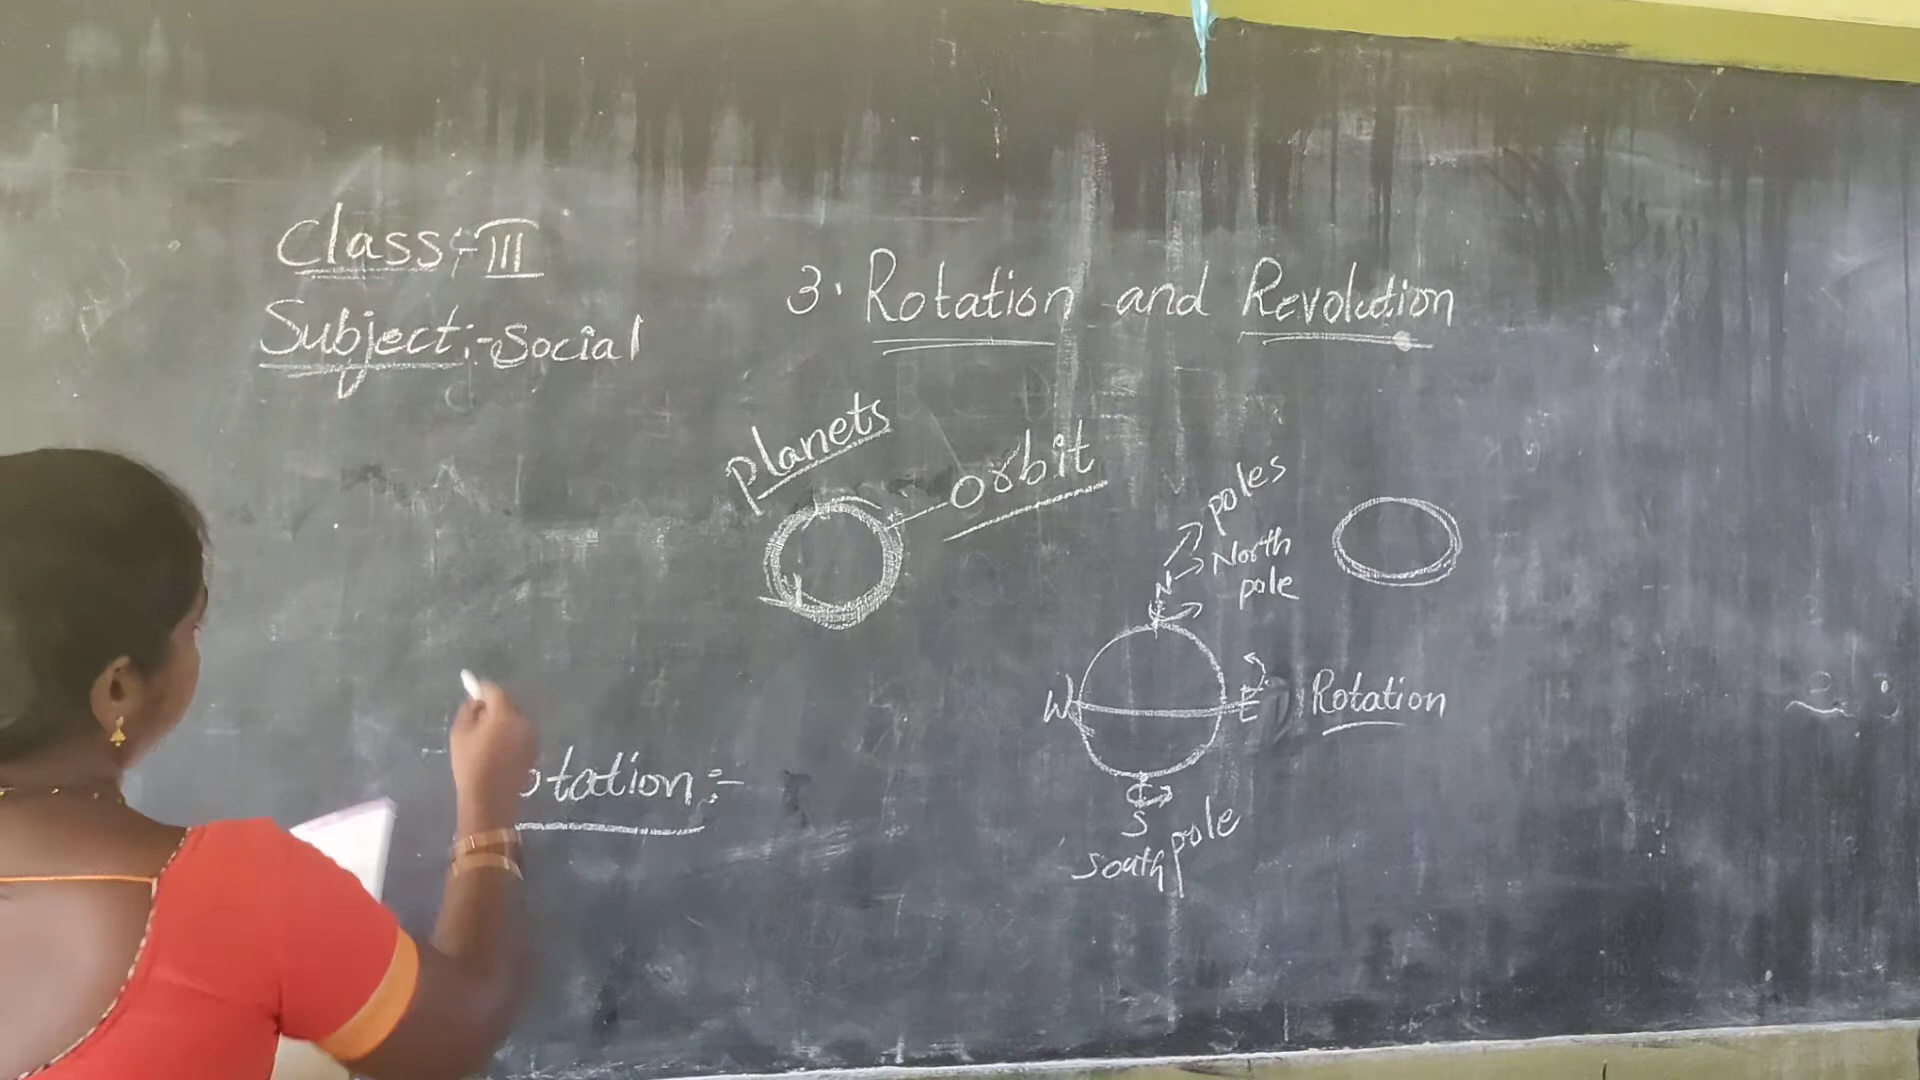 Class:-III
Subject:-Social
3. Rotation and Revolution
Planets
orbit
poles
North
pole
N
W
E
Rotation
otation:-
S
South pole